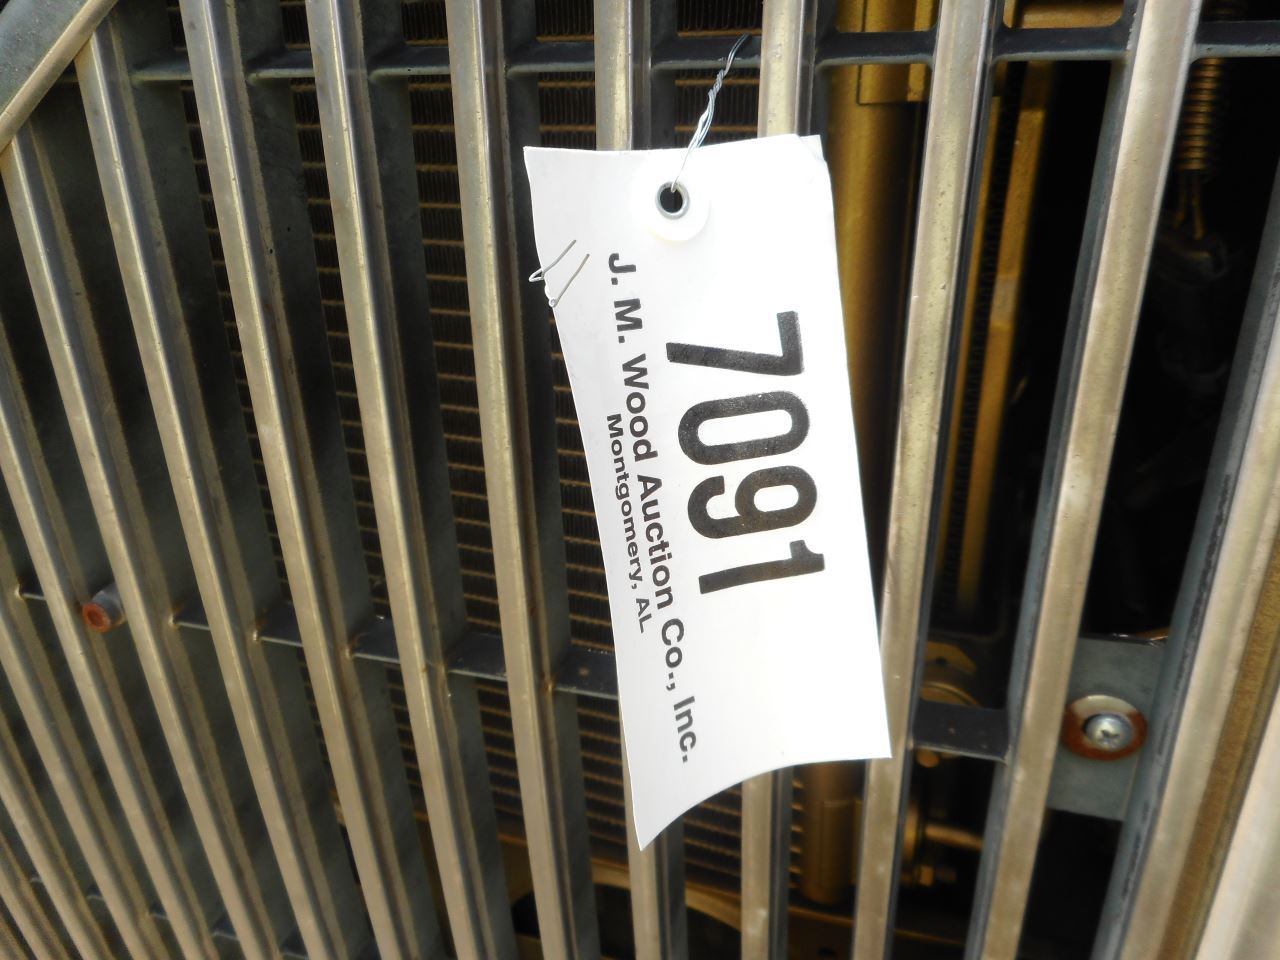 7091
J. M. Wood Auction Co., Inc.
Montgomery, AL